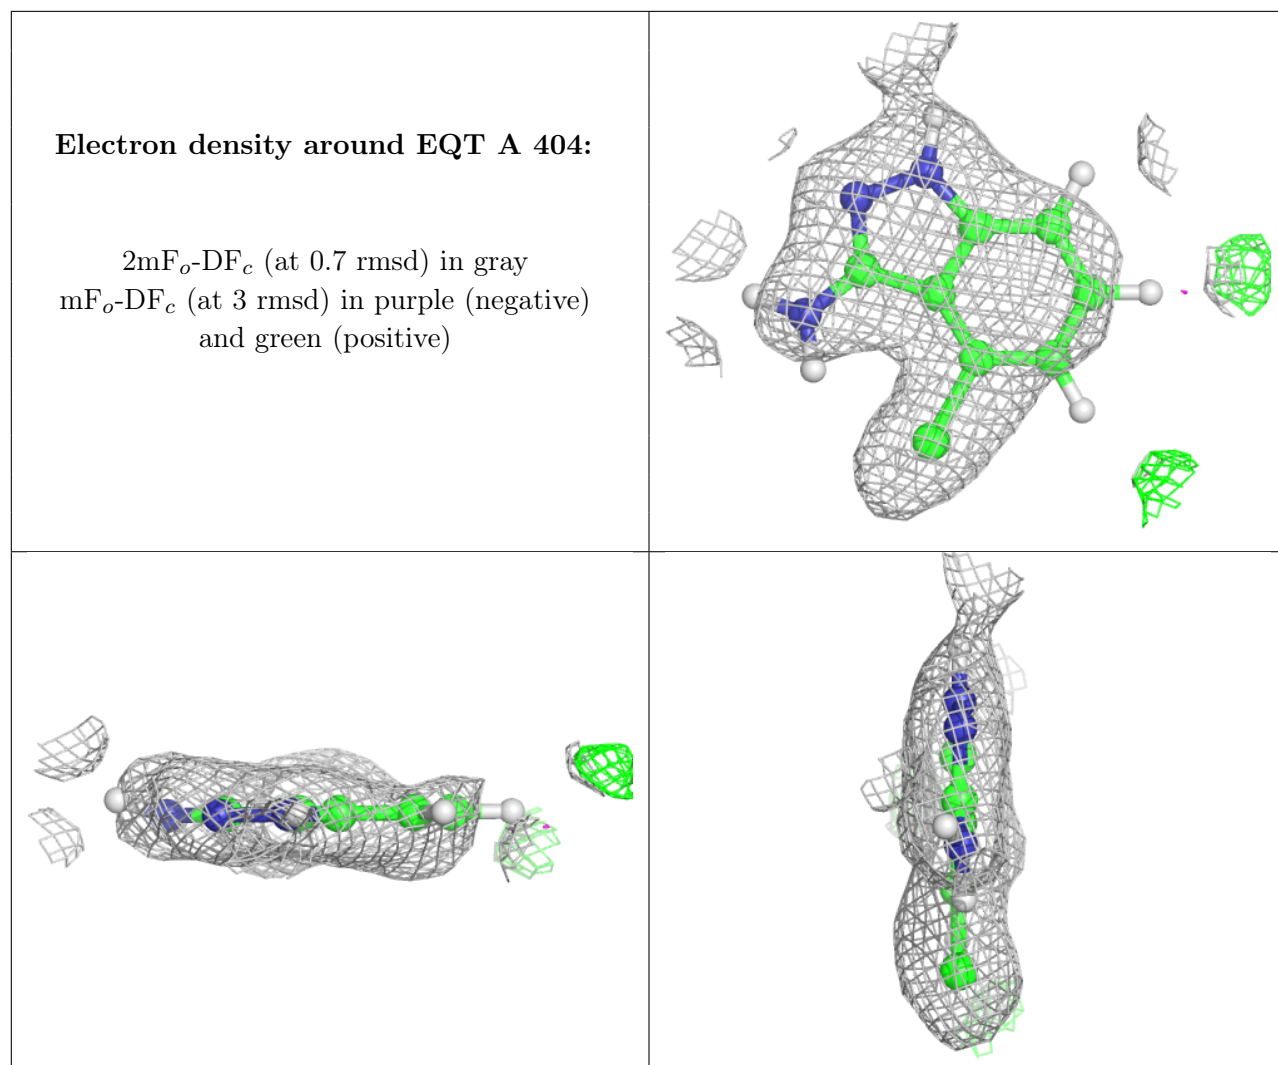 Electron density around EQT A 404:
2mFo-DFc (at 0.7 rmsd) in gray
mFo-DFc (at 3 rmsd) in purple (negative)
and green (positive)